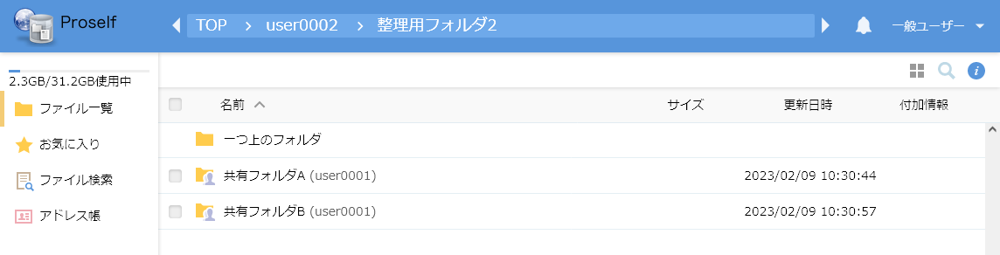 Proself
TOP > user0002 > 整理用フォルダ2
一般ユーザー
2.3GB/31.2GB使用中
ファイル一覧
お気に入り
ファイル検索
アドレス帳
名前 サイズ 更新日時 付加情報
一つ上のフォルダ
共有フォルダA (user0001) 2023/02/09 10:30:44
共有フォルダB (user0001) 2023/02/09 10:30:57